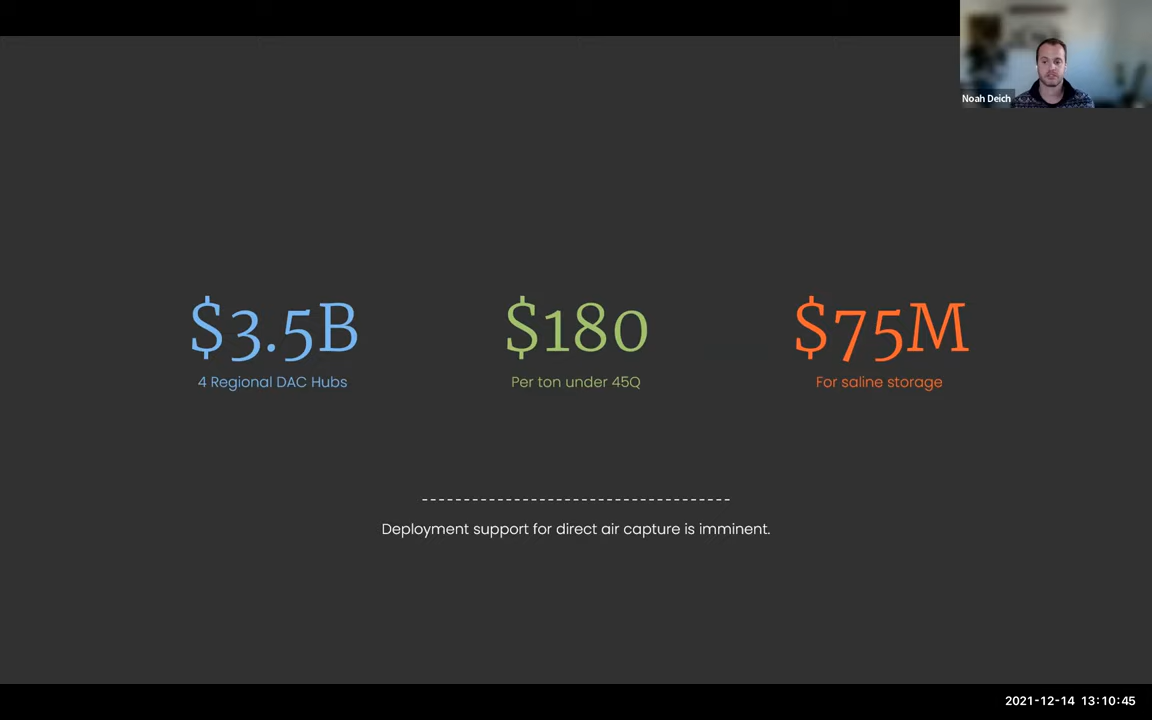 Noah Deich
$3.5B
4 Regional DAC Hubs
$180
Per ton under 45Q
$75M
For saline storage
Deployment support for direct air capture is imminent.
2021-12-14 13:10:45